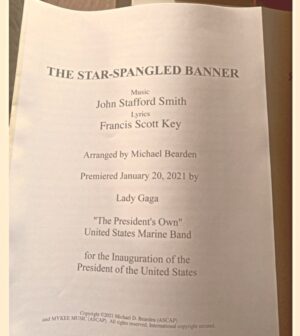 THE STAR-SPANGLED BANNER
Music
John Stafford Smith
Lyrics
Francis Scott Key
Arranged by Michael Bearden
Premiered January 20, 2021 by
Lady Gaga
"The President's Own"
United States Marine Band
for the Inauguration of the
President of the United States
Copyright ©2021 Michael D. Bearden (ASCAP)
and MYKEE MUSIC (ASCAP). All rights reserved, International copyright secured.